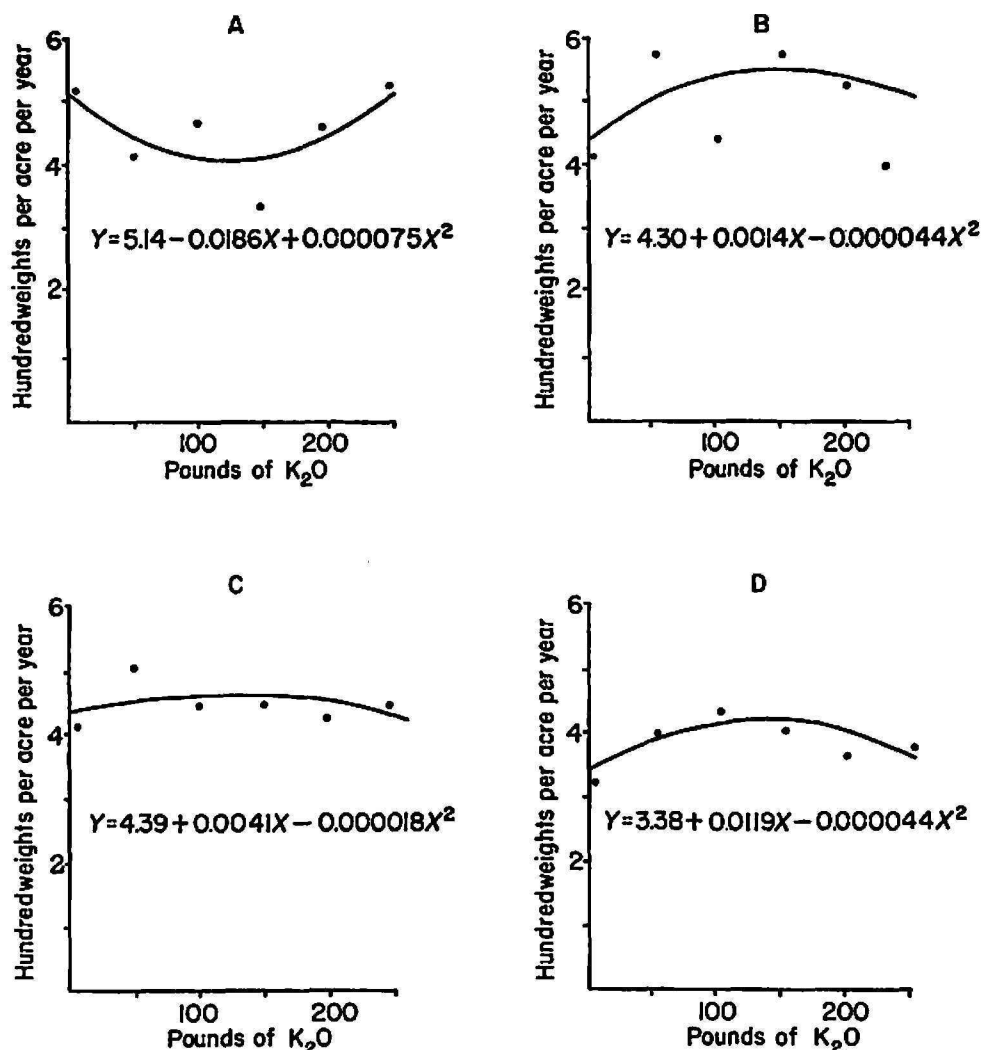 A
Hundredweights per acre per year
6
4
2
Y=5.14−0.0186X+0.000075X²
100 200
Pounds of K₂O
B
Hundredweights per acre per year
6
4
2
Y=4.30+0.0014X−0.000044X²
100 200
Pounds of K₂O
C
Hundredweights per acre per year
6
4
2
Y=4.39+0.0041X−0.000018X²
100 200
Pounds of K₂O
D
Hundredweights per acre per year
6
4
2
Y=3.38+0.0119X−0.000044X²
100 200
Pounds of K₂O